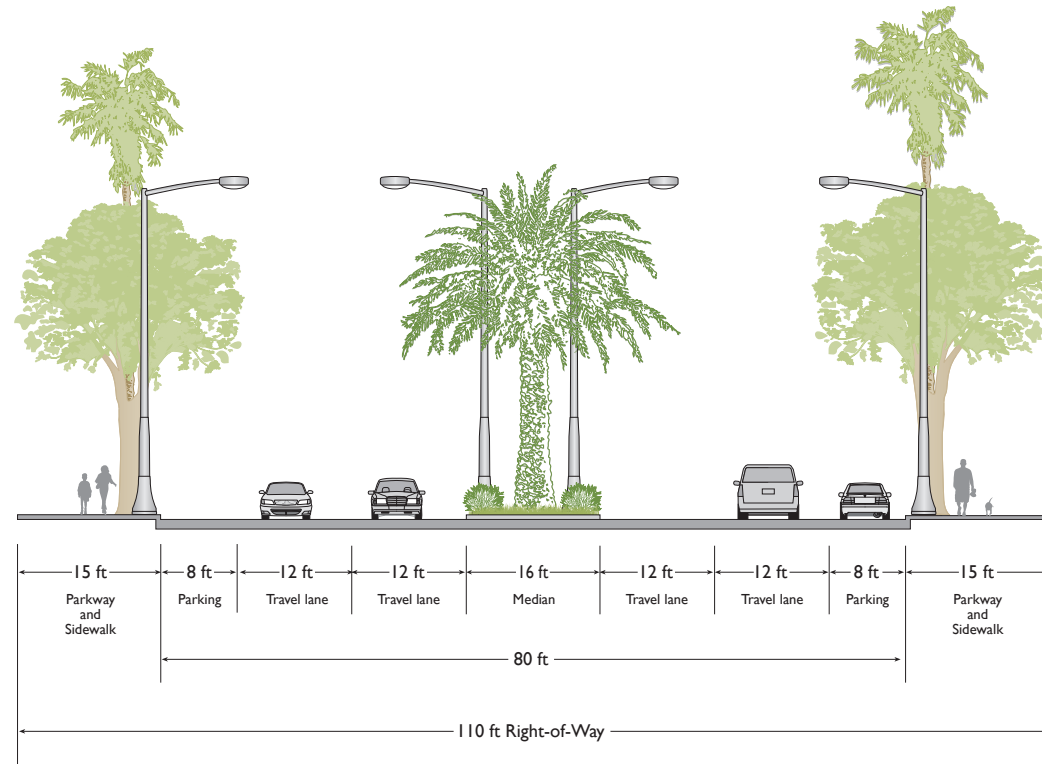 15 ft
8 ft
12 ft
12 ft
16 ft
12 ft
12 ft
8 ft
15 ft
Parkway
and
Sidewalk
Parking
Travel lane
Travel lane
Median
Travel lane
Travel lane
Parking
Parkway
and
Sidewalk
80 ft
110 ft Right-of-Way